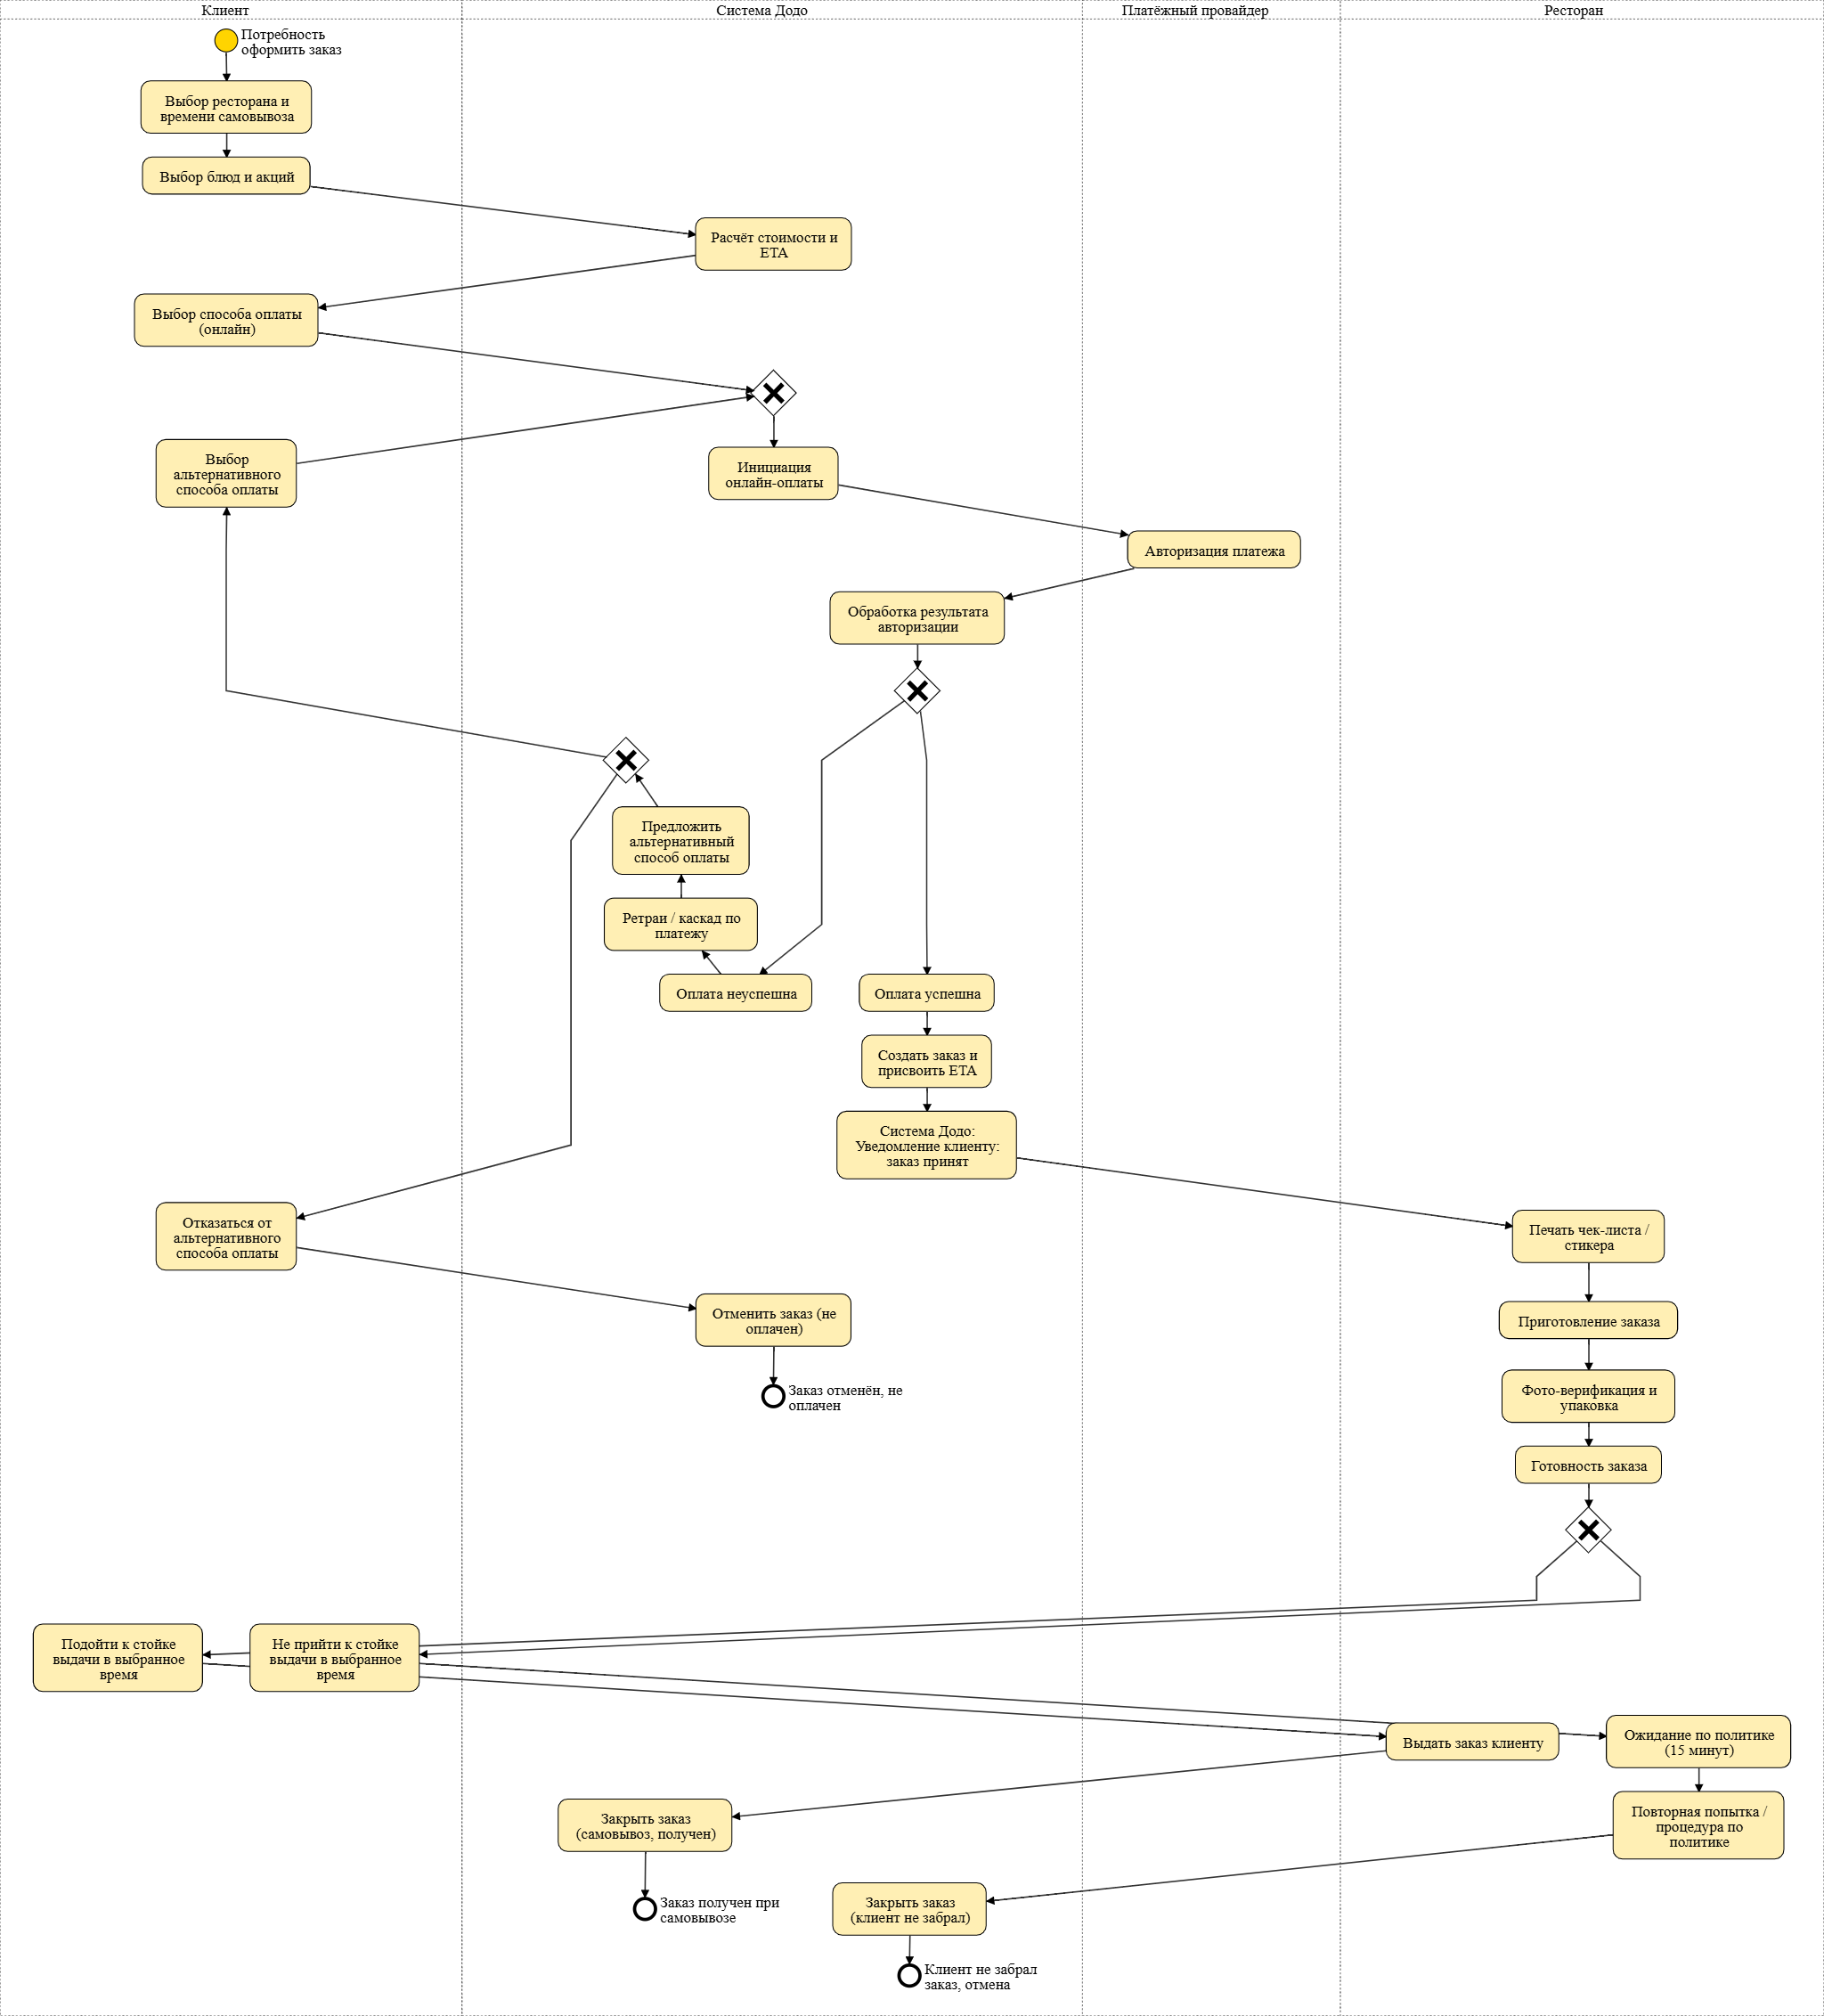 Клиент
Система Додо
Платёжный провайдер
Ресторан
Потребность
оформить заказ
Выбор ресторана и
времени самовывоза
Выбор блюд и акций
Расчёт стоимости и
ETA
Выбор способа оплаты
(онлайн)
Выбор
альтернативного
способа оплаты
Инициация
онлайн-оплаты
Авторизация платежа
Обработка результата
авторизации
Предложить
альтернативный
способ оплаты
Ретраи / каскад по
платежу
Оплата неуспешна
Оплата успешна
Создать заказ и
присвоить ETA
Система Додо:
Уведомление клиенту:
заказ принят
Отказаться от
альтернативного
способа оплаты
Печать чек-листа /
стикера
Отменить заказ (не
оплачен)
Приготовление заказа
Заказ отменён, не
оплачен
Фото-верификация и
упаковка
Готовность заказа
Подойти к стойке
выдачи в выбранное
время
Не прийти к стойке
выдачи в выбранное
время
Выдать заказ клиенту
Ожидание по политике
(15 минут)
Закрыть заказ
(самовывоз, получен)
Повторная попытка /
процедура по
политике
Заказ получен при
самовывозе
Закрыть заказ
(клиент не забрал)
Клиент не забрал
заказ, отмена